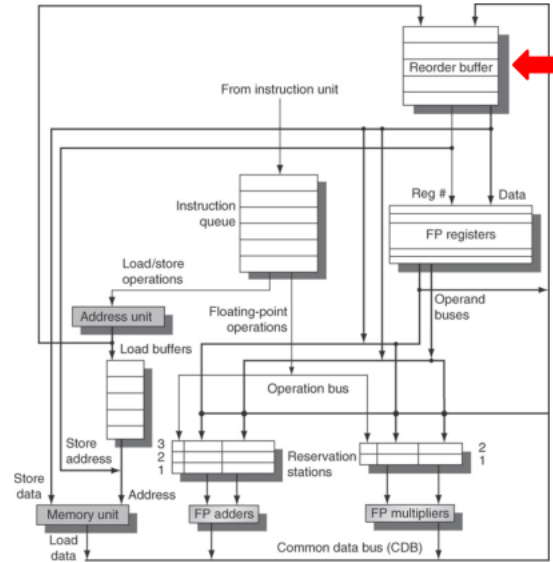 Reorder buffer
From instruction unit
Reg #
Data
Instruction
queue
FP registers
Load/store
operations
Operand
buses
Floating-point
operations
Address unit
Load buffers
Operation bus
Store
address
3
2
1
Reservation
stations
2
1
Store
data
Address
Memory unit
FP adders
FP multipliers
Load
data
Common data bus (CDB)